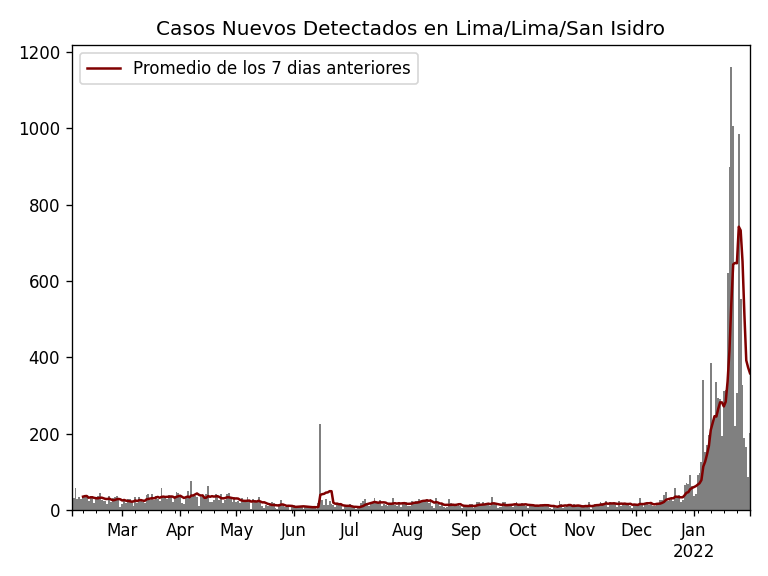 Casos Nuevos Detectados en Lima/Lima/San Isidro
Promedio de los 7 dias anteriores
1200
1000
800
600
400
200
0
Mar Apr May Jun Jul Aug Sep Oct Nov Dec Jan
2022